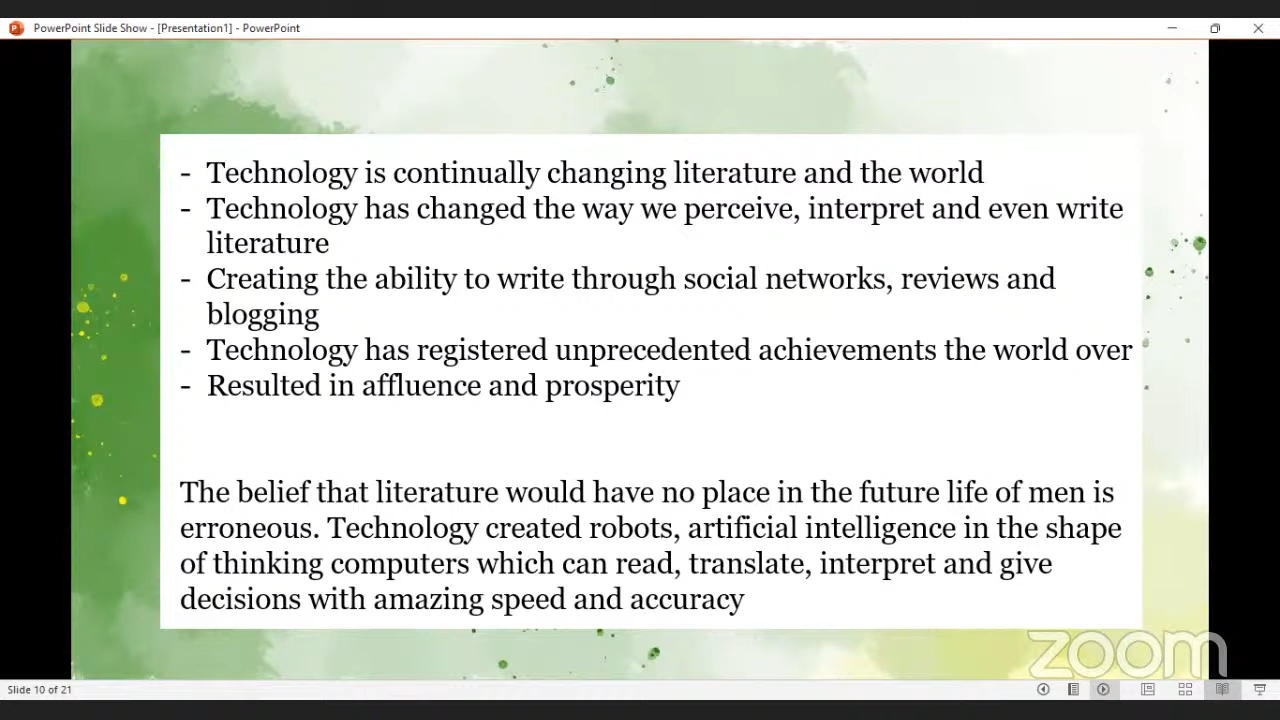 PowerPoint Slide Show - [Presentation1] - PowerPoint
- Technology is continually changing literature and the world
- Technology has changed the way we perceive, interpret and even write
literature
- Creating the ability to write through social networks, reviews and
blogging
- Technology has registered unprecedented achievements the world over
- Resulted in affluence and prosperity
The belief that literature would have no place in the future life of men is
erroneous. Technology created robots, artificial intelligence in the shape
of thinking computers which can read, translate, interpret and give
decisions with amazing speed and accuracy
zoom
Slide 10 of 21